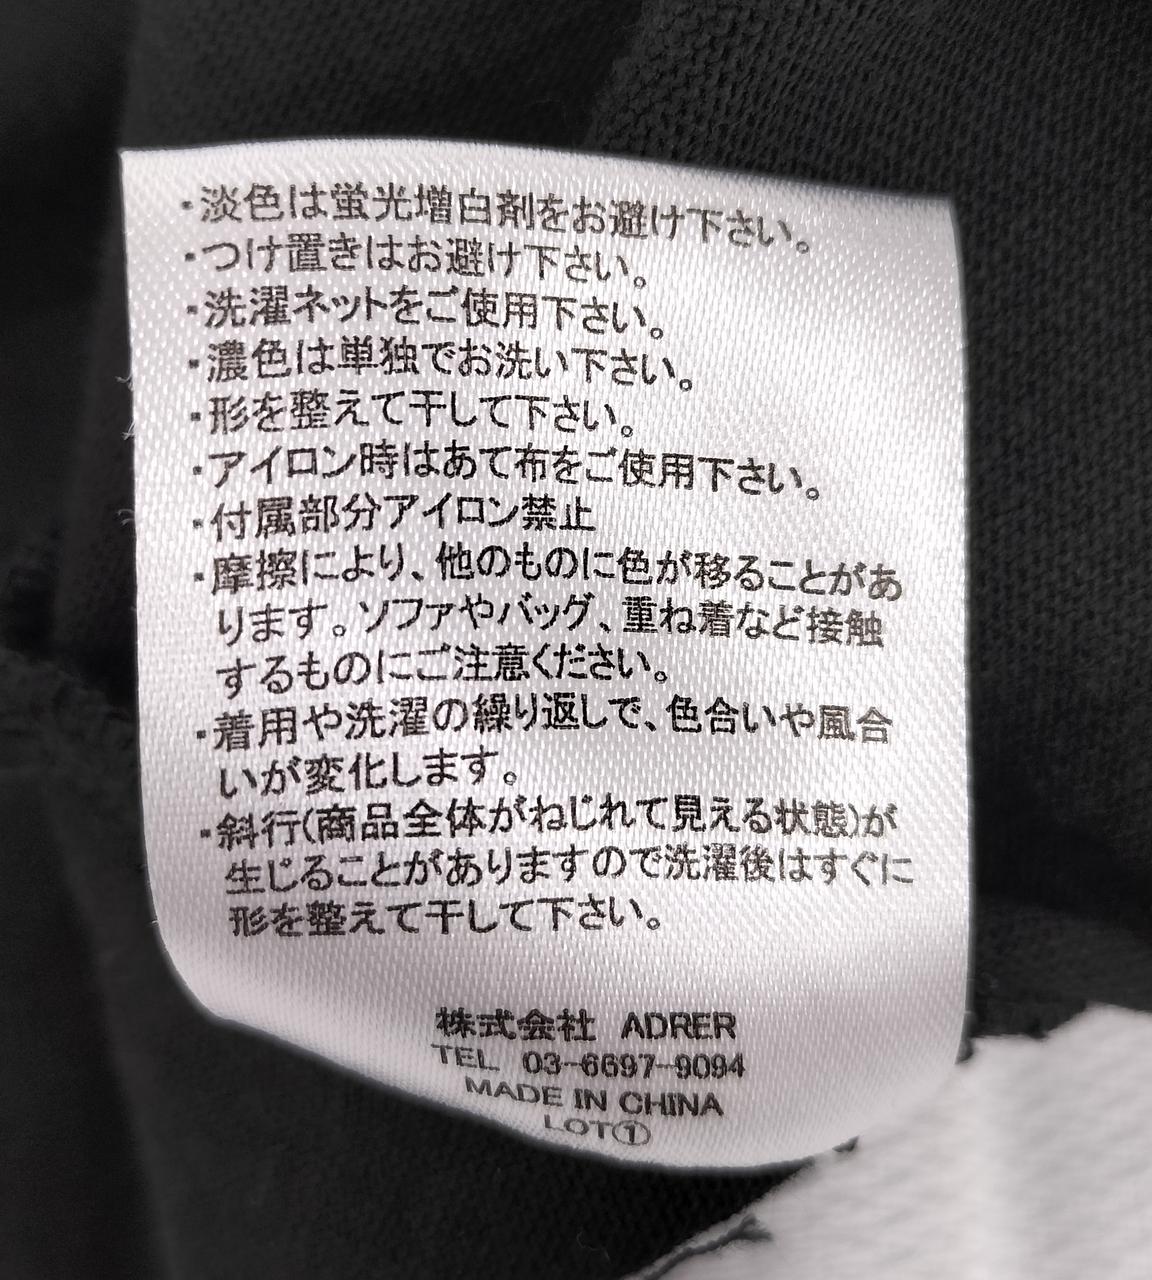 ・淡色は蛍光増白剤をお避け下さい。
・つけ置きはお避け下さい。
・洗濯ネットをご使用下さい。
・濃色は単独でお洗い下さい。
・形を整えて干して下さい。
・アイロン時はあて布をご使用下さい。
・付属部分アイロン禁止
・摩擦により、他のものに色が移ることがあ
ります。ソファやバッグ、重ね着など接触
するものにご注意ください。
・着用や洗濯の繰り返しで、色合いや風合
いが変化します。
・斜行(商品全体がねじれて見える状態)が
生じることがありますので洗濯後はすぐに
形を整えて干して下さい。
株式会社 ADRER
TEL 03-6697-9094
MADE IN CHINA
LOT①